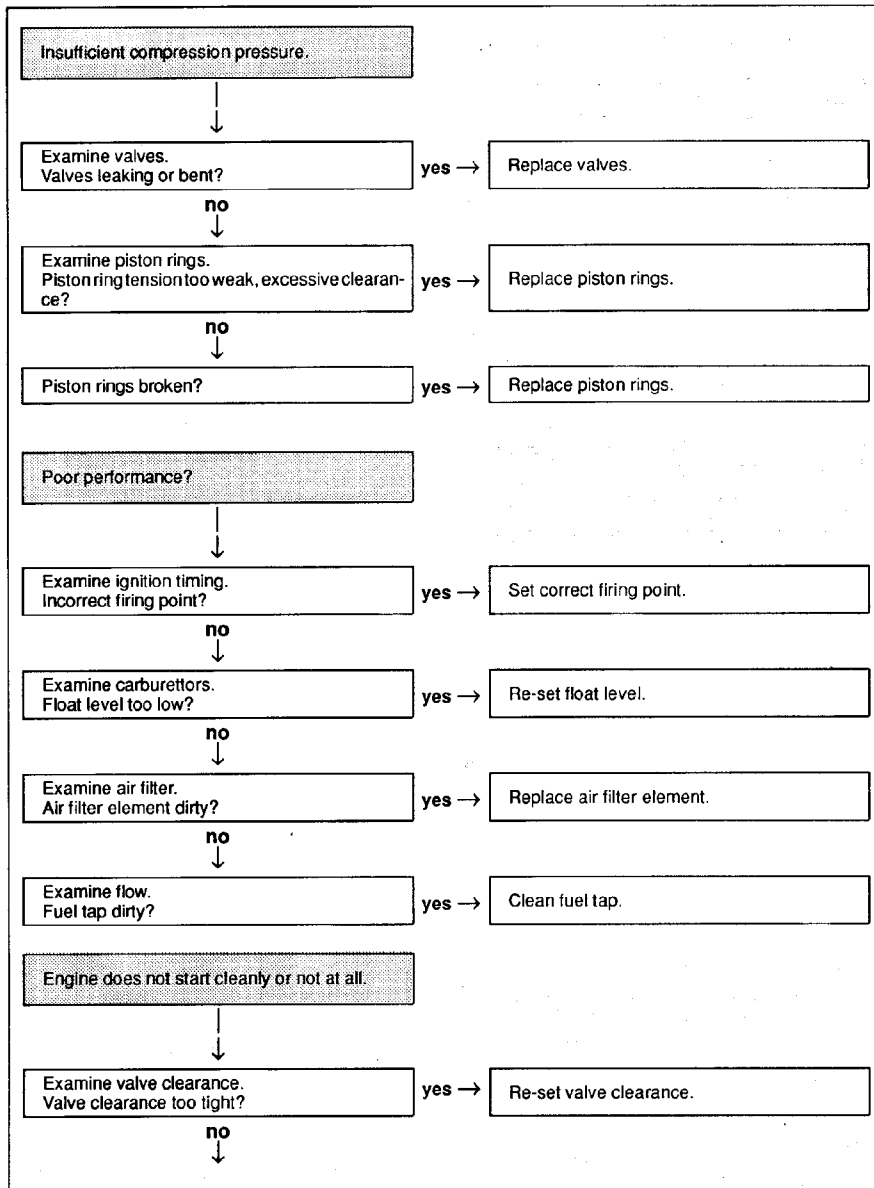 Insufficient compression pressure.
Examine valves.
Valves leaking or bent?
yes → Replace valves.
no
Examine piston rings.
Piston ring tension too weak, excessive clearan-
ce?
yes → Replace piston rings.
no
Piston rings broken?
yes → Replace piston rings.
Poor performance?
Examine ignition timing.
Incorrect firing point?
yes → Set correct firing point.
no
Examine carburettors.
Float level too low?
yes → Re-set float level.
no
Examine air filter.
Air filter element dirty?
yes → Replace air filter element.
no
Examine flow.
Fuel tap dirty?
yes → Clean fuel tap.
Engine does not start cleanly or not at all.
Examine valve clearance.
Valve clearance too tight?
yes → Re-set valve clearance.
no